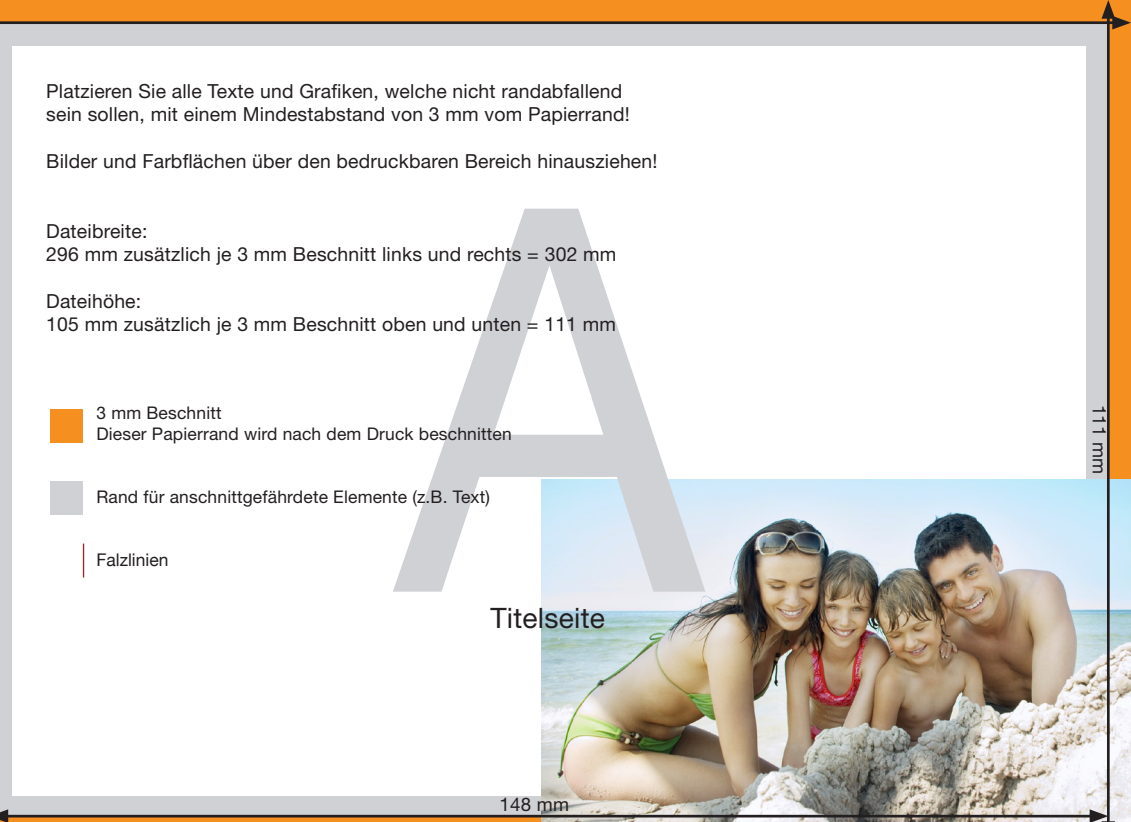 Platzieren Sie alle Texte und Grafiken, welche nicht randabfallend
sein sollen, mit einem Mindestabstand von 3 mm vom Papierrand!
Bilder und Farbflächen über den bedruckbaren Bereich hinausziehen!
Dateibreite:
296 mm zusätzlich je 3 mm Beschnitt links und rechts = 302 mm
Dateihöhe:
105 mm zusätzlich je 3 mm Beschnitt oben und unten = 111 mm
A
3 mm Beschnitt
Dieser Papierrand wird nach dem Druck beschnitten
111 mm
Rand für anschnittgefährdete Elemente (z.B. Text)
Falzlinien
Titelseite
148 mm